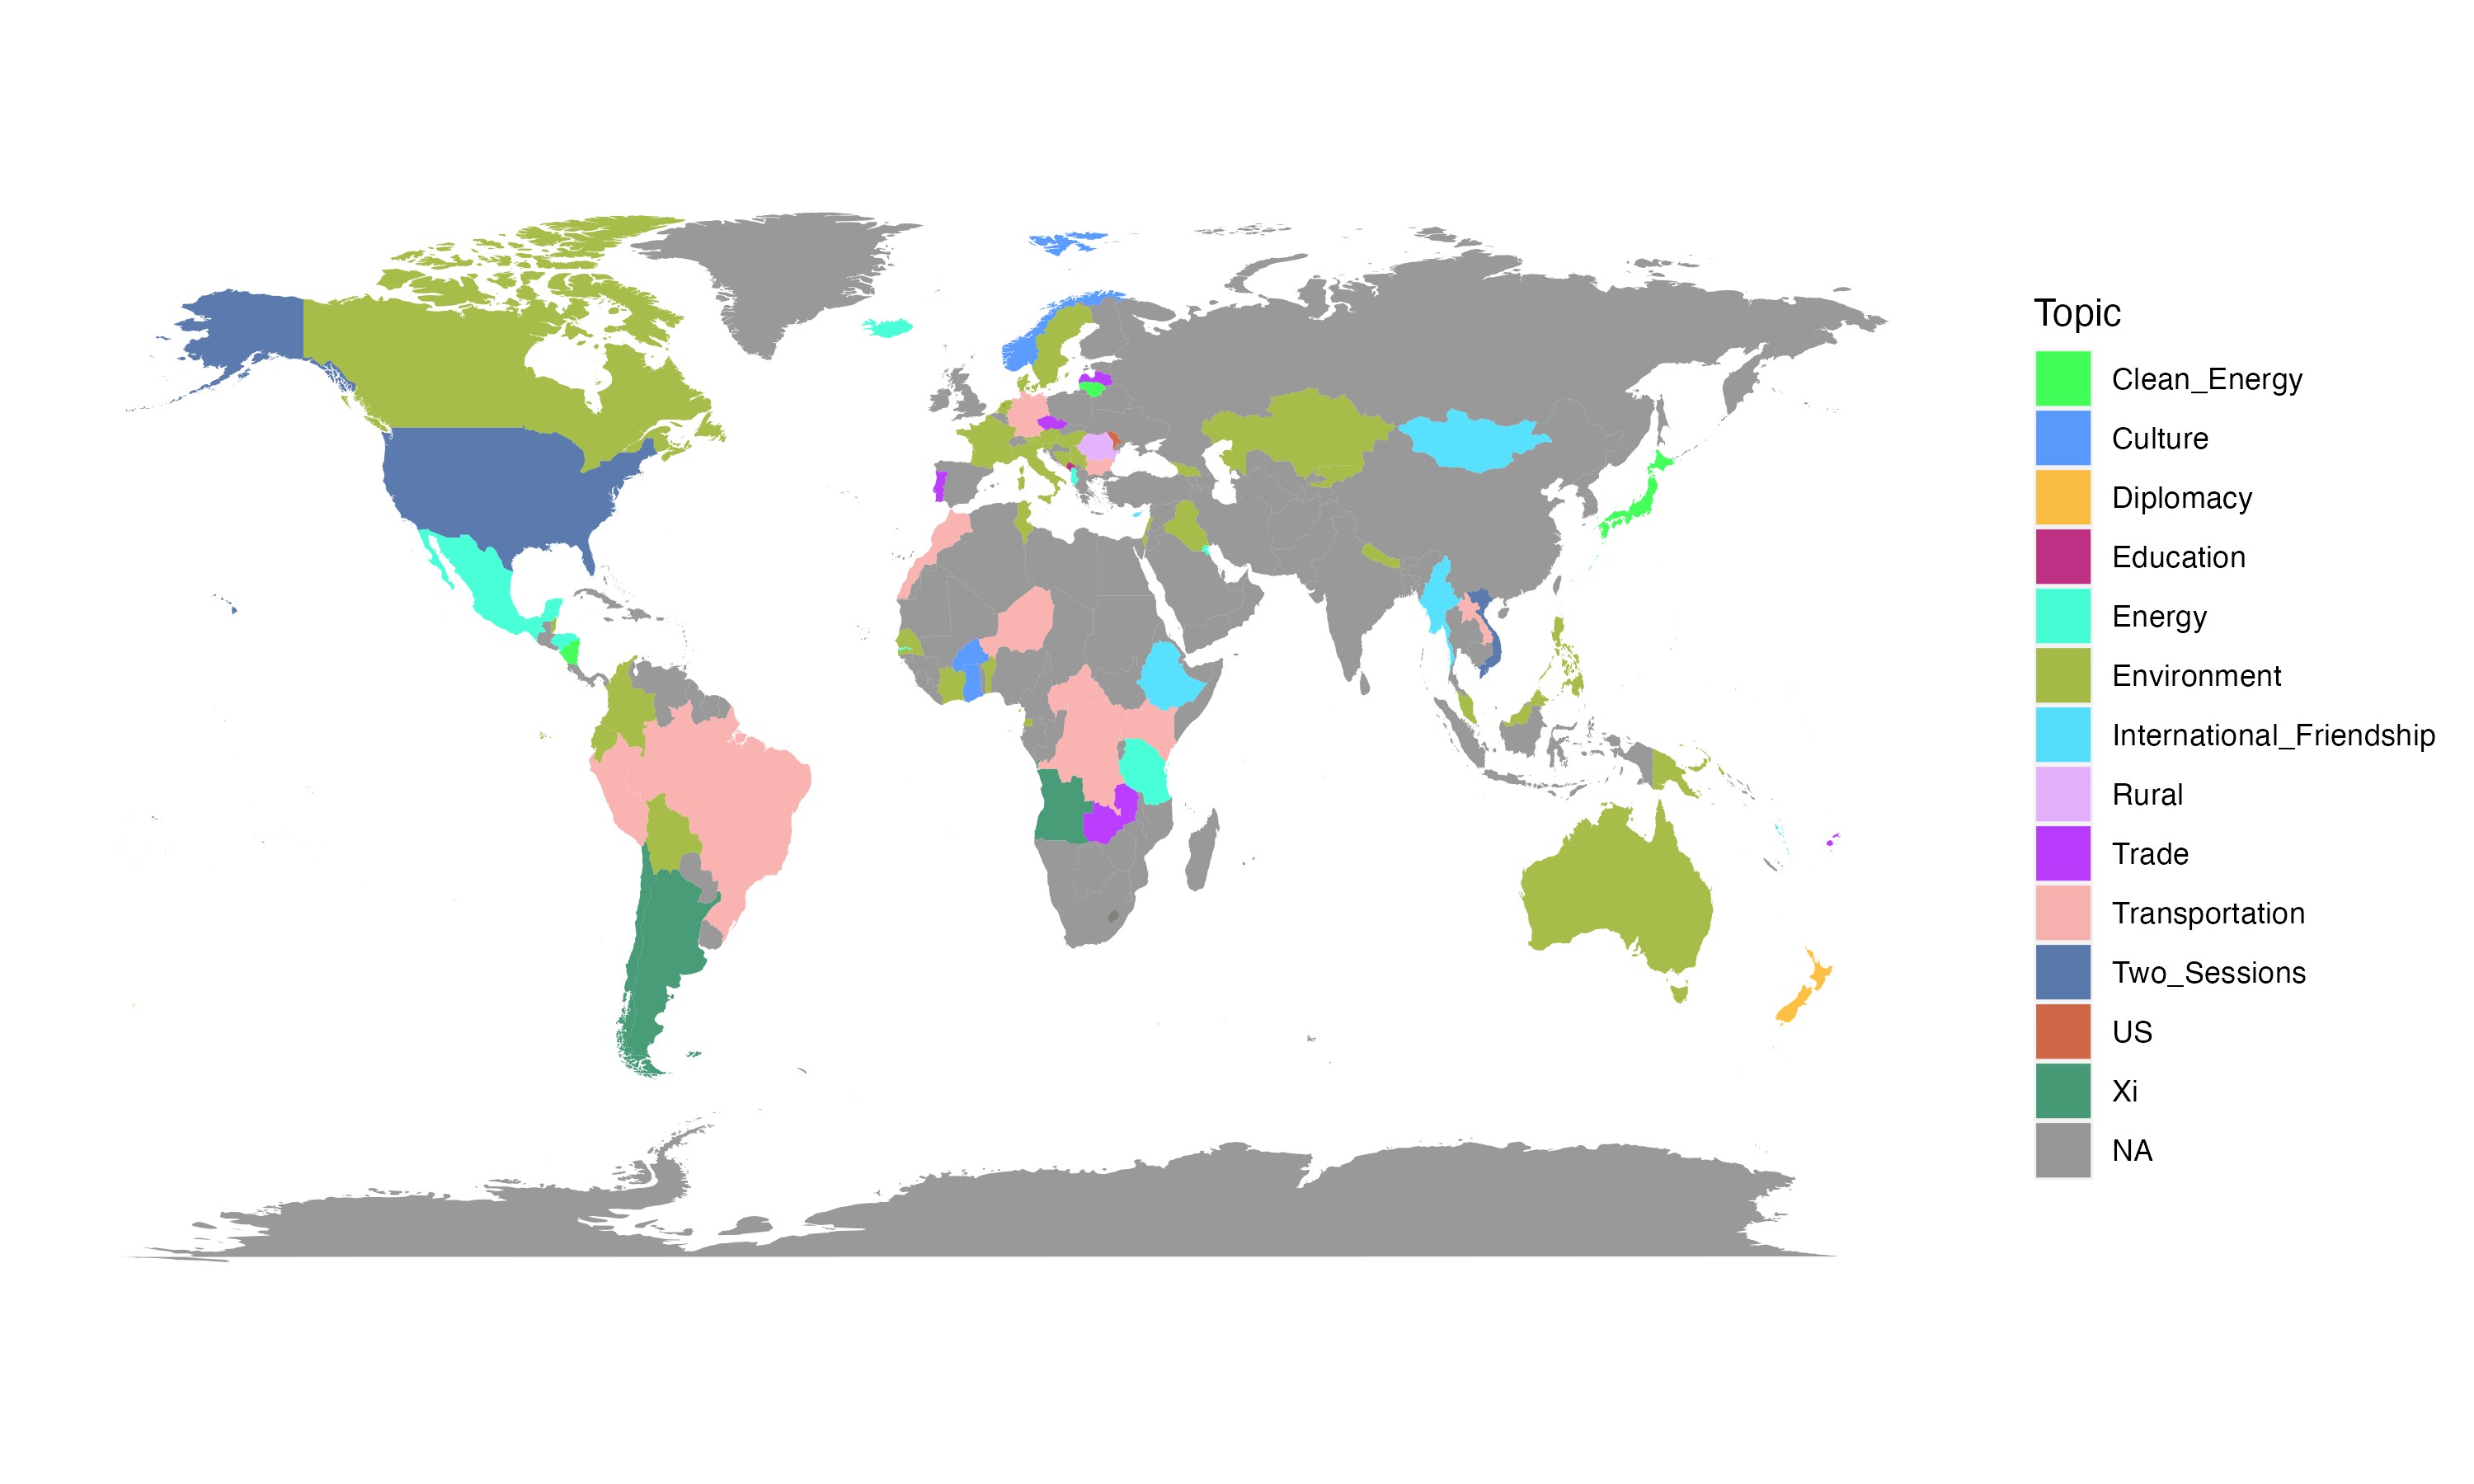 Topic
Clean_Energy
Culture
Diplomacy
Education
Energy
Environment
International_Friendship
Rural
Trade
Transportation
Two_Sessions
US
Xi
NA